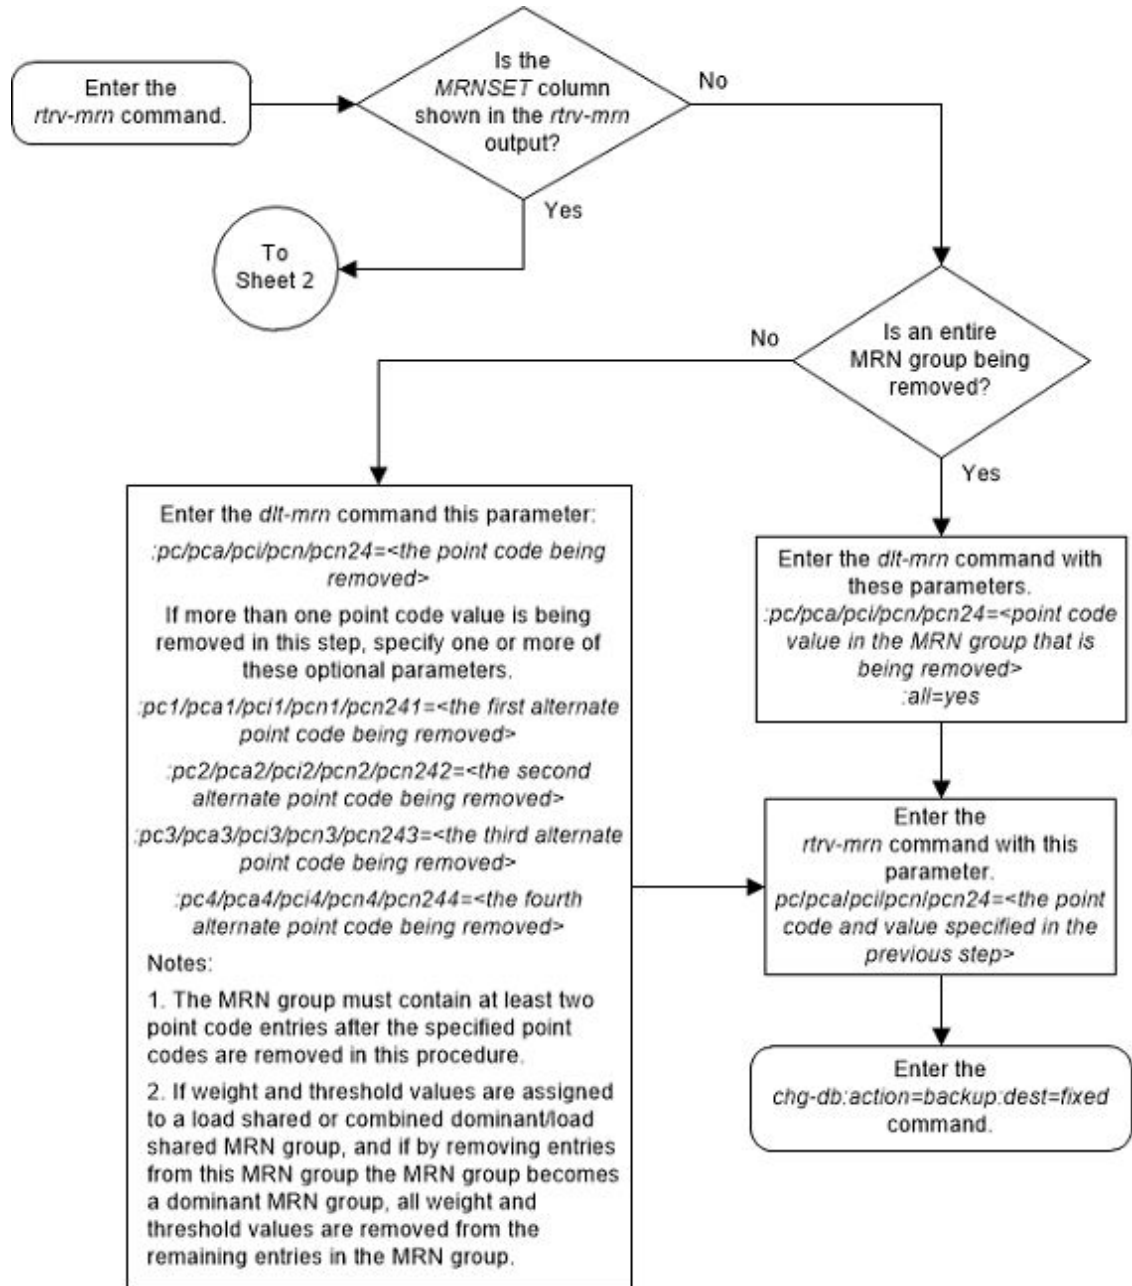 Enter the
rtrv-mrn command.
Is the
MRNSET column
shown in the rtrv-mrn
output?
No
Yes
To
Sheet 2
Is an entire
MRN group being
removed?
No
Yes
Enter the dlt-mrn command this parameter:
:pc/pca/pci/pcn/pcn24=<the point code being
removed>
If more than one point code value is being
removed in this step, specify one or more of
these optional parameters.
:pc1/pca1/pci1/pcn1/pcn241=<the first alternate
point code being removed>
:pc2/pca2/pci2/pcn2/pcn242=<the second
alternate point code being removed>
:pc3/pca3/pci3/pcn3/pcn243=<the third alternate
point code being removed>
:pc4/pca4/pci4/pcn4/pcn244=<the fourth
alternate point code being removed>
Notes:
1. The MRN group must contain at least two
point code entries after the specified point
codes are removed in this procedure.
2. If weight and threshold values are assigned
to a load shared or combined dominant/load
shared MRN group, and if by removing entries
from this MRN group the MRN group becomes
a dominant MRN group, all weight and
threshold values are removed from the
remaining entries in the MRN group.
Enter the dlt-mrn command with
these parameters.
:pc/pca/pci/pcn/pcn24=<point code
value in the MRN group that is
being removed>
:all=yes
Enter the
rtrv-mrn command with this
parameter.
pc/pca/pci/pcn/pcn24=<the point
code and value specified in the
previous step>
Enter the
chg-db:action=backup:dest=fixed
command.